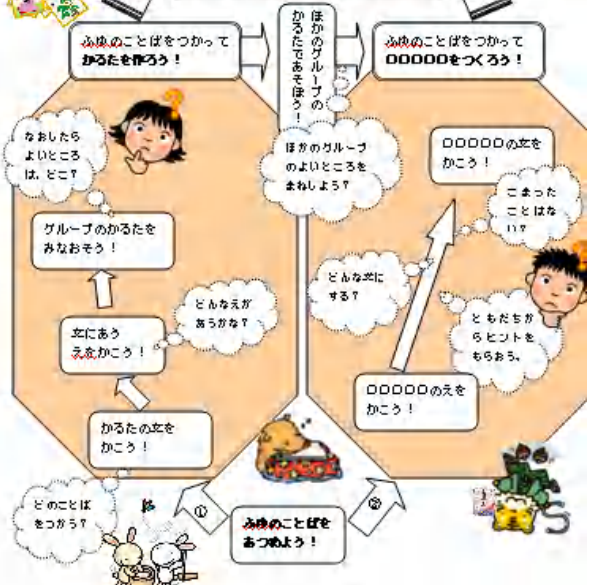 ふゆのことばをつかって
かるたを作ろう！
ほかのグループの
かるたであそぼう！
ふゆのことばをつかって
〇〇〇〇〇をつくろう！
なおしたら
よいところ
は、どこ？
ほかのグループ
のよいところを
まねしよう？
〇〇〇〇〇の文を
かこう！
こまった
ことはな
い？
グループのかるたを
みなおそう！
どんなえが
あうかな？
どんな文に
する？
ともだちか
らヒントを
もらおう。
文にあう
えをかこう！
〇〇〇〇〇のえを
かこう！
かるたの文を
かこう！
どのことば
をつかう？
①
②
ふゆのことばを
あつめよう！